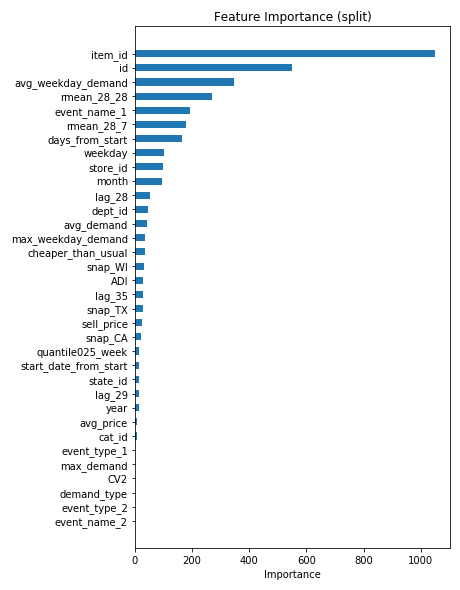 Feature Importance (split)
item_id
id
avg_weekday_demand
rmean_28_28
event_name_1
rmean_28_7
days_from_start
weekday
store_id
month
lag_28
dept_id
avg_demand
max_weekday_demand
cheaper_than_usual
snap_WI
ADI
lag_35
snap_TX
sell_price
snap_CA
quantile025_week
start_date_from_start
state_id
lag_29
year
avg_price
cat_id
event_type_1
max_demand
CV2
demand_type
event_type_2
event_name_2
0 200 400 600 800 1000
Importance